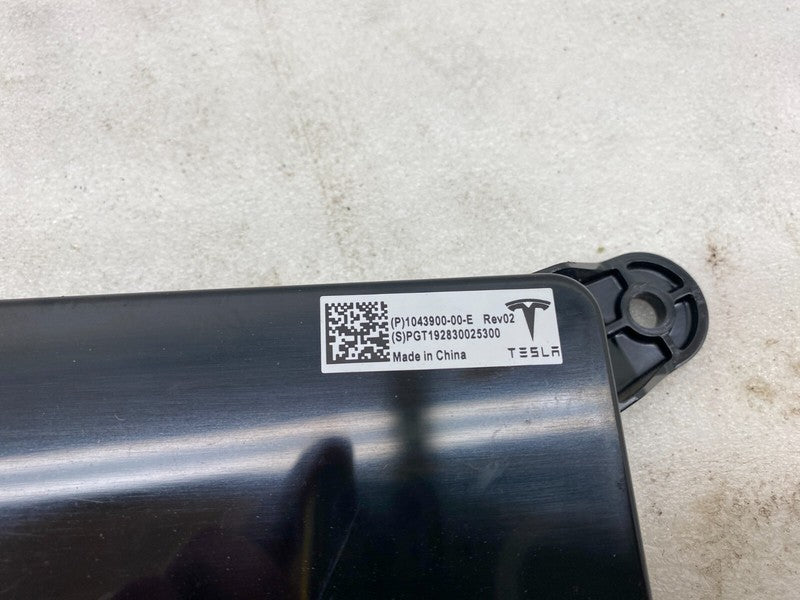 (P)1043900-00-E Rev02
(S)PGT192830025300
Made in China
TESLA